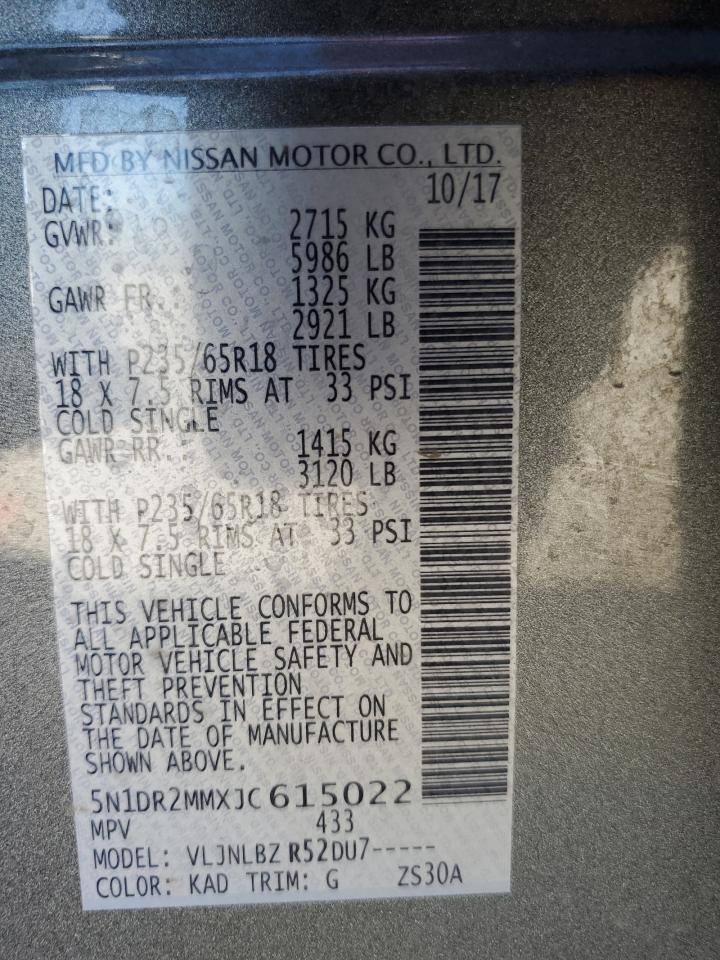 MFD BY NISSAN MOTOR CO., LTD.
DATE: 10/17
GVWR: 2715 KG
5986 LB
GAWR FR.: 1325 KG
2921 LB
WITH P235/65R18 TIRES
18 X 7.5 RIMS AT 33 PSI
COLD SINGLE
GAWR RR.: 1415 KG
3120 LB
WITH P235/65R18 TIRES
18 X 7.5 RIMS AT 33 PSI
COLD SINGLE
THIS VEHICLE CONFORMS TO
ALL APPLICABLE FEDERAL
MOTOR VEHICLE SAFETY AND
THEFT PREVENTION
STANDARDS IN EFFECT ON
THE DATE OF MANUFACTURE
SHOWN ABOVE.
5N1DR2MMXJC615022
MPV 433
MODEL: VLJNLBZ R52DU7-----
COLOR: KAD TRIM: G ZS30A